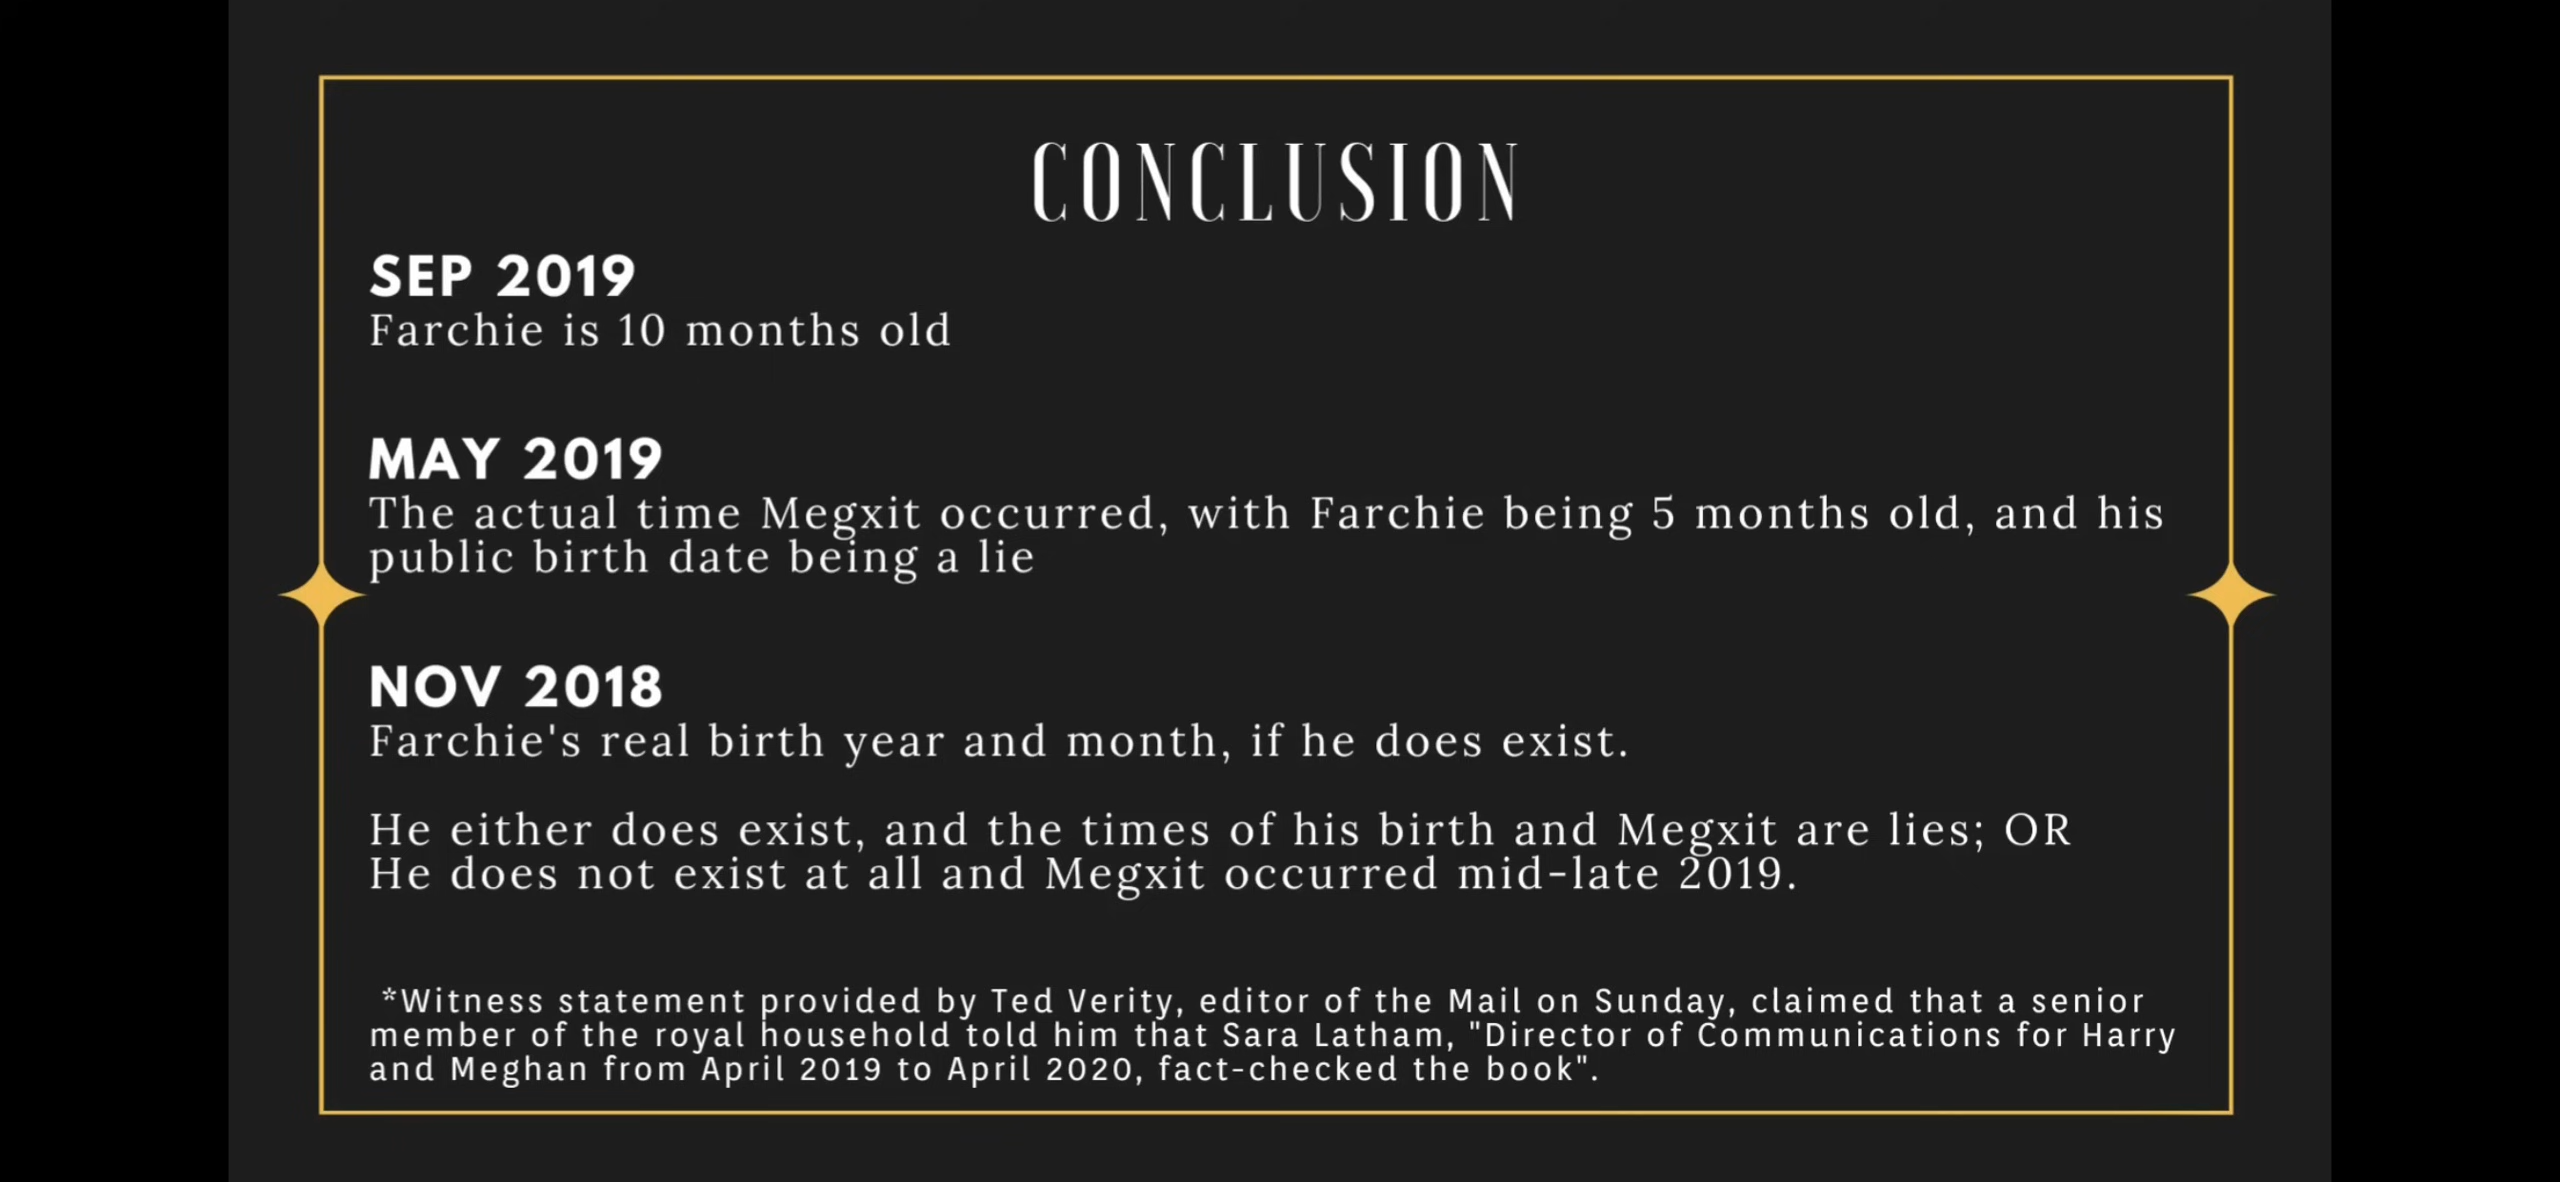 CONCLUSION
SEP 2019
Farchie is 10 months old
MAY 2019
The actual time Megxit occurred, with Farchie being 5 months old, and his
public birth date being a lie
NOV 2018
Farchie's real birth year and month, if he does exist.
He either does exist, and the times of his birth and Megxit are lies; OR
He does not exist at all and Megxit occurred mid-late 2019.
*Witness statement provided by Ted Verity, editor of the Mail on Sunday, claimed that a senior
member of the royal household told him that Sara Latham, "Director of Communications for Harry
and Meghan from April 2019 to April 2020, fact-checked the book".